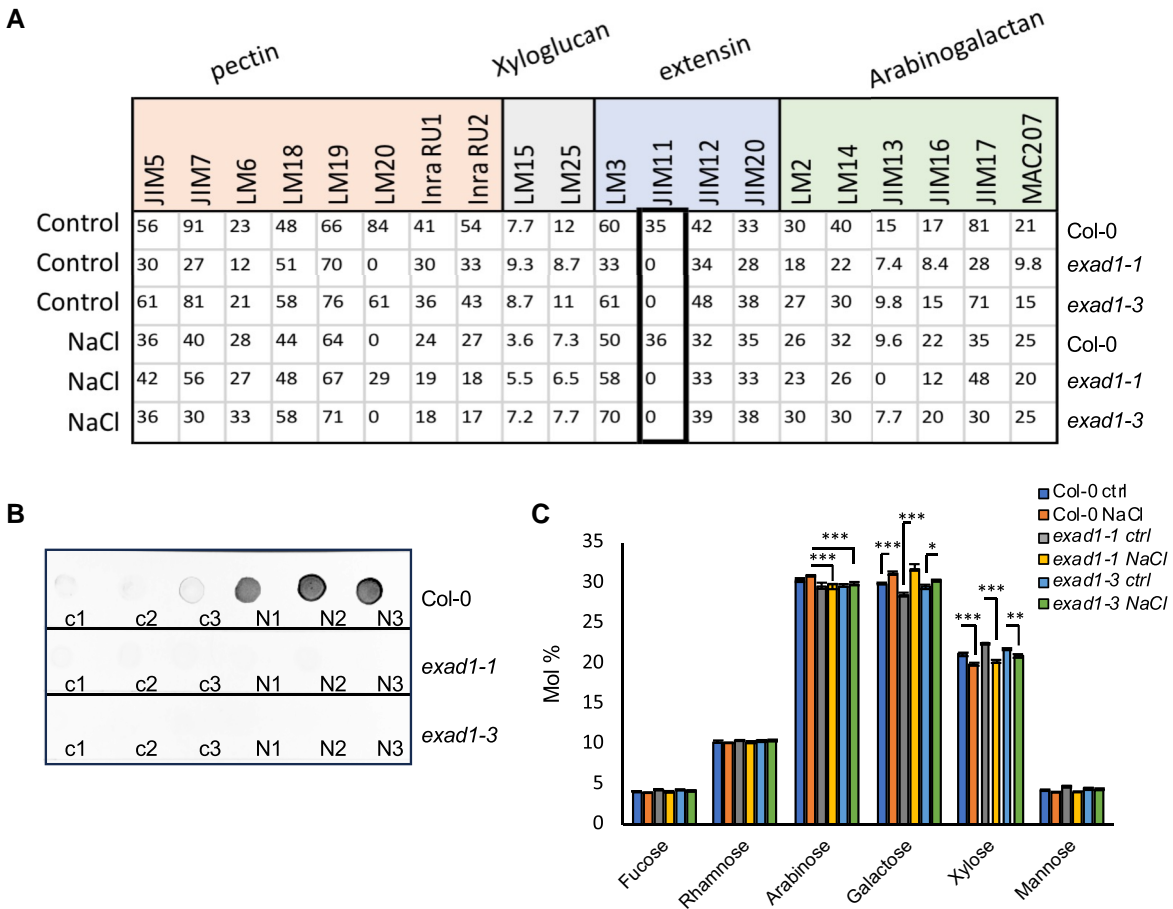 A
pectin Xyloglucan extensin Arabinogalactan
JIM5 JIM7 LM6 LM18 LM19 LM20 Inra RU1 Inra RU2 LM15 LM25 LM3 JIM11 JIM12 JIM20 LM2 LM14 JIM13 JIM16 JIM17 MAC207
Control 56 91 23 48 66 84 41 54 7.7 12 60 35 42 33 30 40 15 17 81 21 Col-0
Control 30 27 12 51 70 0 30 33 9.3 8.7 33 0 34 28 18 22 7.4 8.4 28 9.8 exad1-1
Control 61 81 21 58 76 61 36 43 8.7 11 61 0 48 38 27 30 9.8 15 71 15 exad1-3
NaCl 36 40 28 44 64 0 24 27 3.6 7.3 50 36 32 35 26 32 9.6 22 35 25 Col-0
NaCl 42 56 27 48 67 29 19 18 5.5 6.5 58 0 33 33 23 26 0 12 48 20 exad1-1
NaCl 36 30 33 58 71 0 18 17 7.2 7.7 70 0 39 38 30 30 7.7 20 30 25 exad1-3
B
Col-0
c1 c2 c3 N1 N2 N3
exad1-1
c1 c2 c3 N1 N2 N3
exad1-3
c1 c2 c3 N1 N2 N3
C
Col-0 ctrl
Col-0 NaCl
exad1-1 ctrl
exad1-1 NaCl
exad1-3 ctrl
exad1-3 NaCl
Mol %
35
30
25
20
15
10
5
0
***
***
***
***
*
***
***
**
Fucose Rhamnose Arabinose Galactose Xylose Mannose